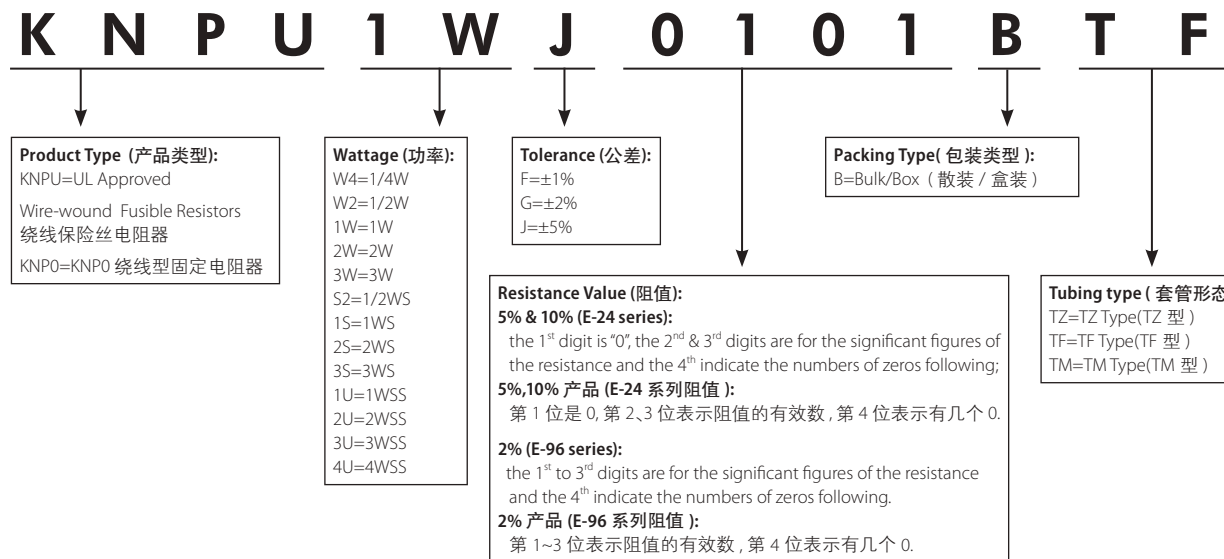 K N P U 1 W J 0 1 0 1 B T F
Product Type (产品类型):
KNPU=UL Approved
Wire-wound Fusible Resistors
绕线保险丝电阻器
KNP0=KNP0 绕线型固定电阻器
Wattage (功率):
W4=1/4W
W2=1/2W
1W=1W
2W=2W
3W=3W
S2=1/2WS
1S=1WS
2S=2WS
3S=3WS
1U=1WSS
2U=2WSS
3U=3WSS
4U=4WSS
Tolerance (公差):
F=±1%
G=±2%
J=±5%
Resistance Value (阻值):
5% & 10% (E-24 series):
the 1st digit is "0", the 2nd & 3rd digits are for the significant figures of
the resistance and the 4th indicate the numbers of zeros following;
5%,10% 产品 (E-24 系列阻值 ):
第 1 位是 0, 第 2、3 位表示阻值的有效数 , 第 4 位表示有几个 0.
2% (E-96 series):
the 1st to 3rd digits are for the significant figures of the resistance
and the 4th indicate the numbers of zeros following.
2% 产品 (E-96 系列阻值 ):
第 1~3 位表示阻值的有效数 , 第 4 位表示有几个 0.
Packing Type( 包装类型 ):
B=Bulk/Box ( 散装 / 盒装 )
Tubing type ( 套管形态
TZ=TZ Type(TZ 型 )
TF=TF Type(TF 型 )
TM=TM Type(TM 型 )